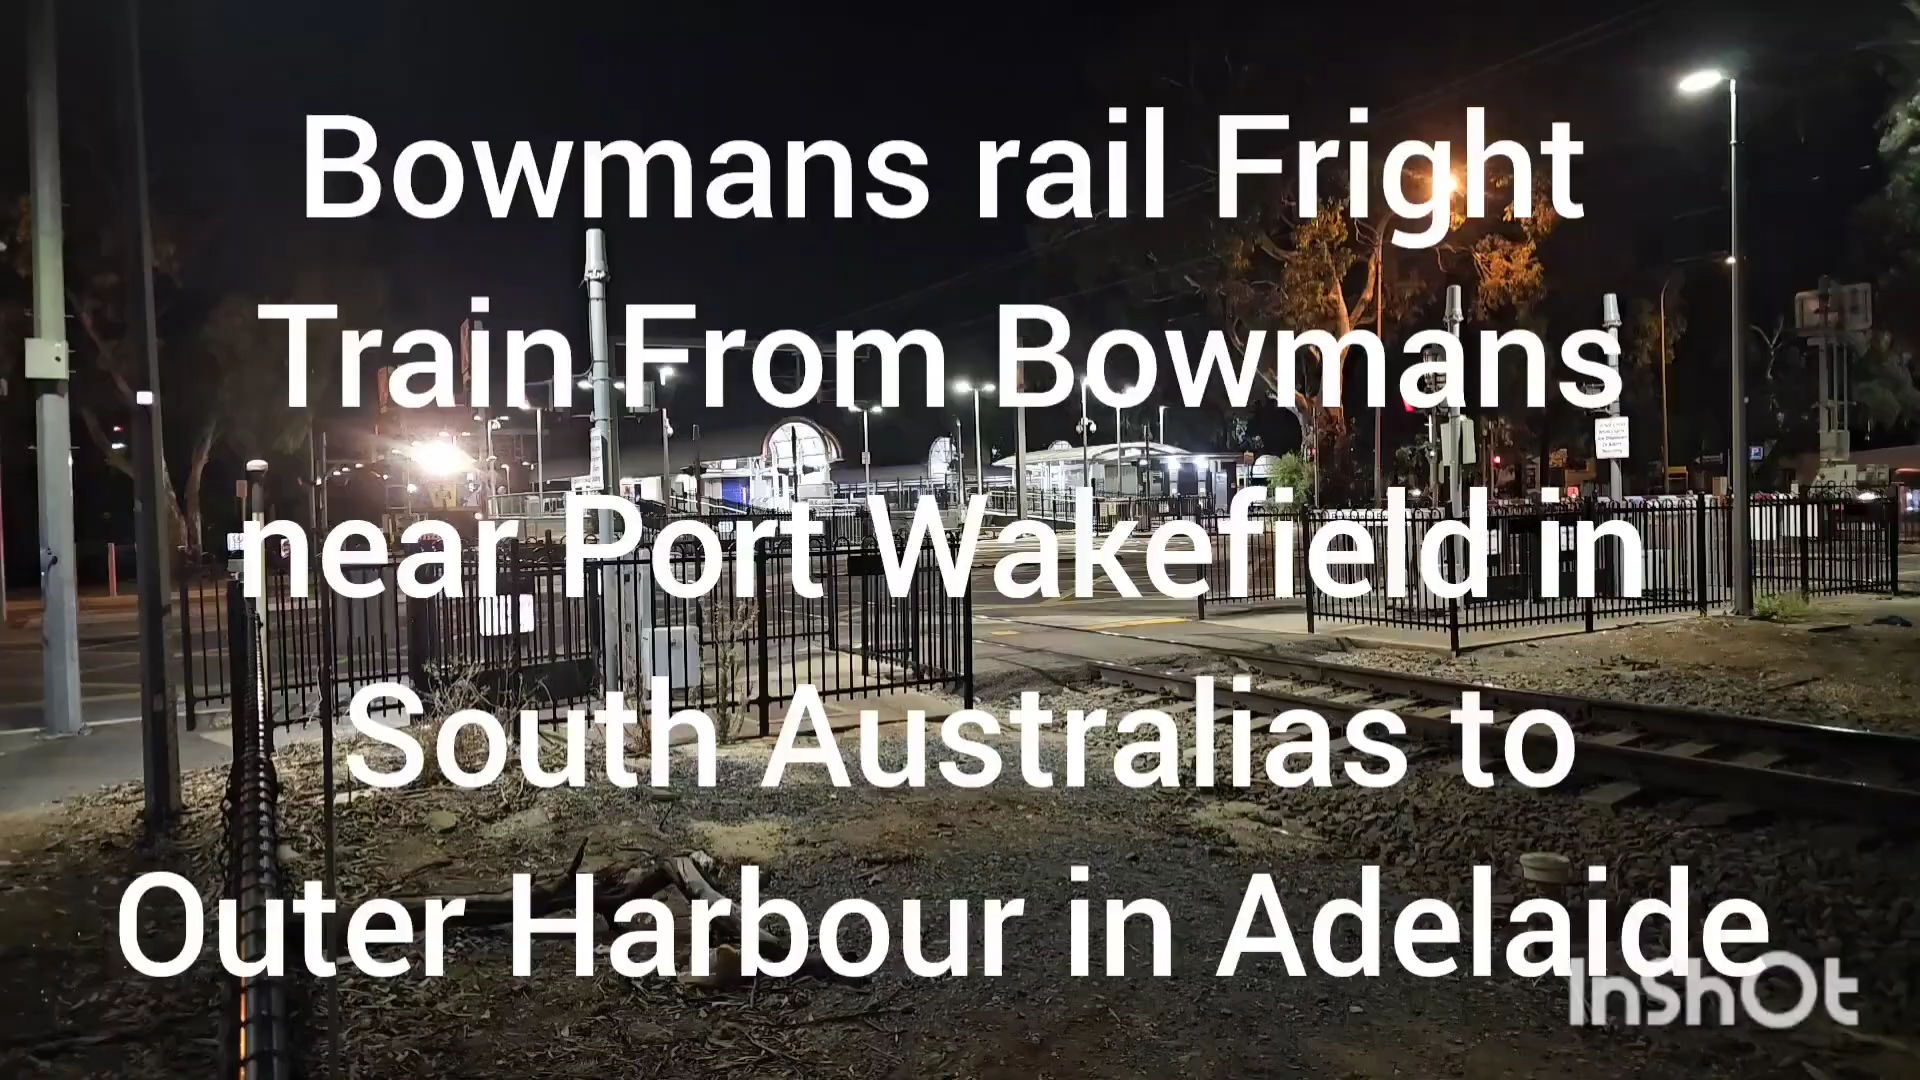 Bowmans rail Fright
Train From Bowmans
near Port Wakefield in
South Australias to
Outer Harbour in Adelaide
InShOt